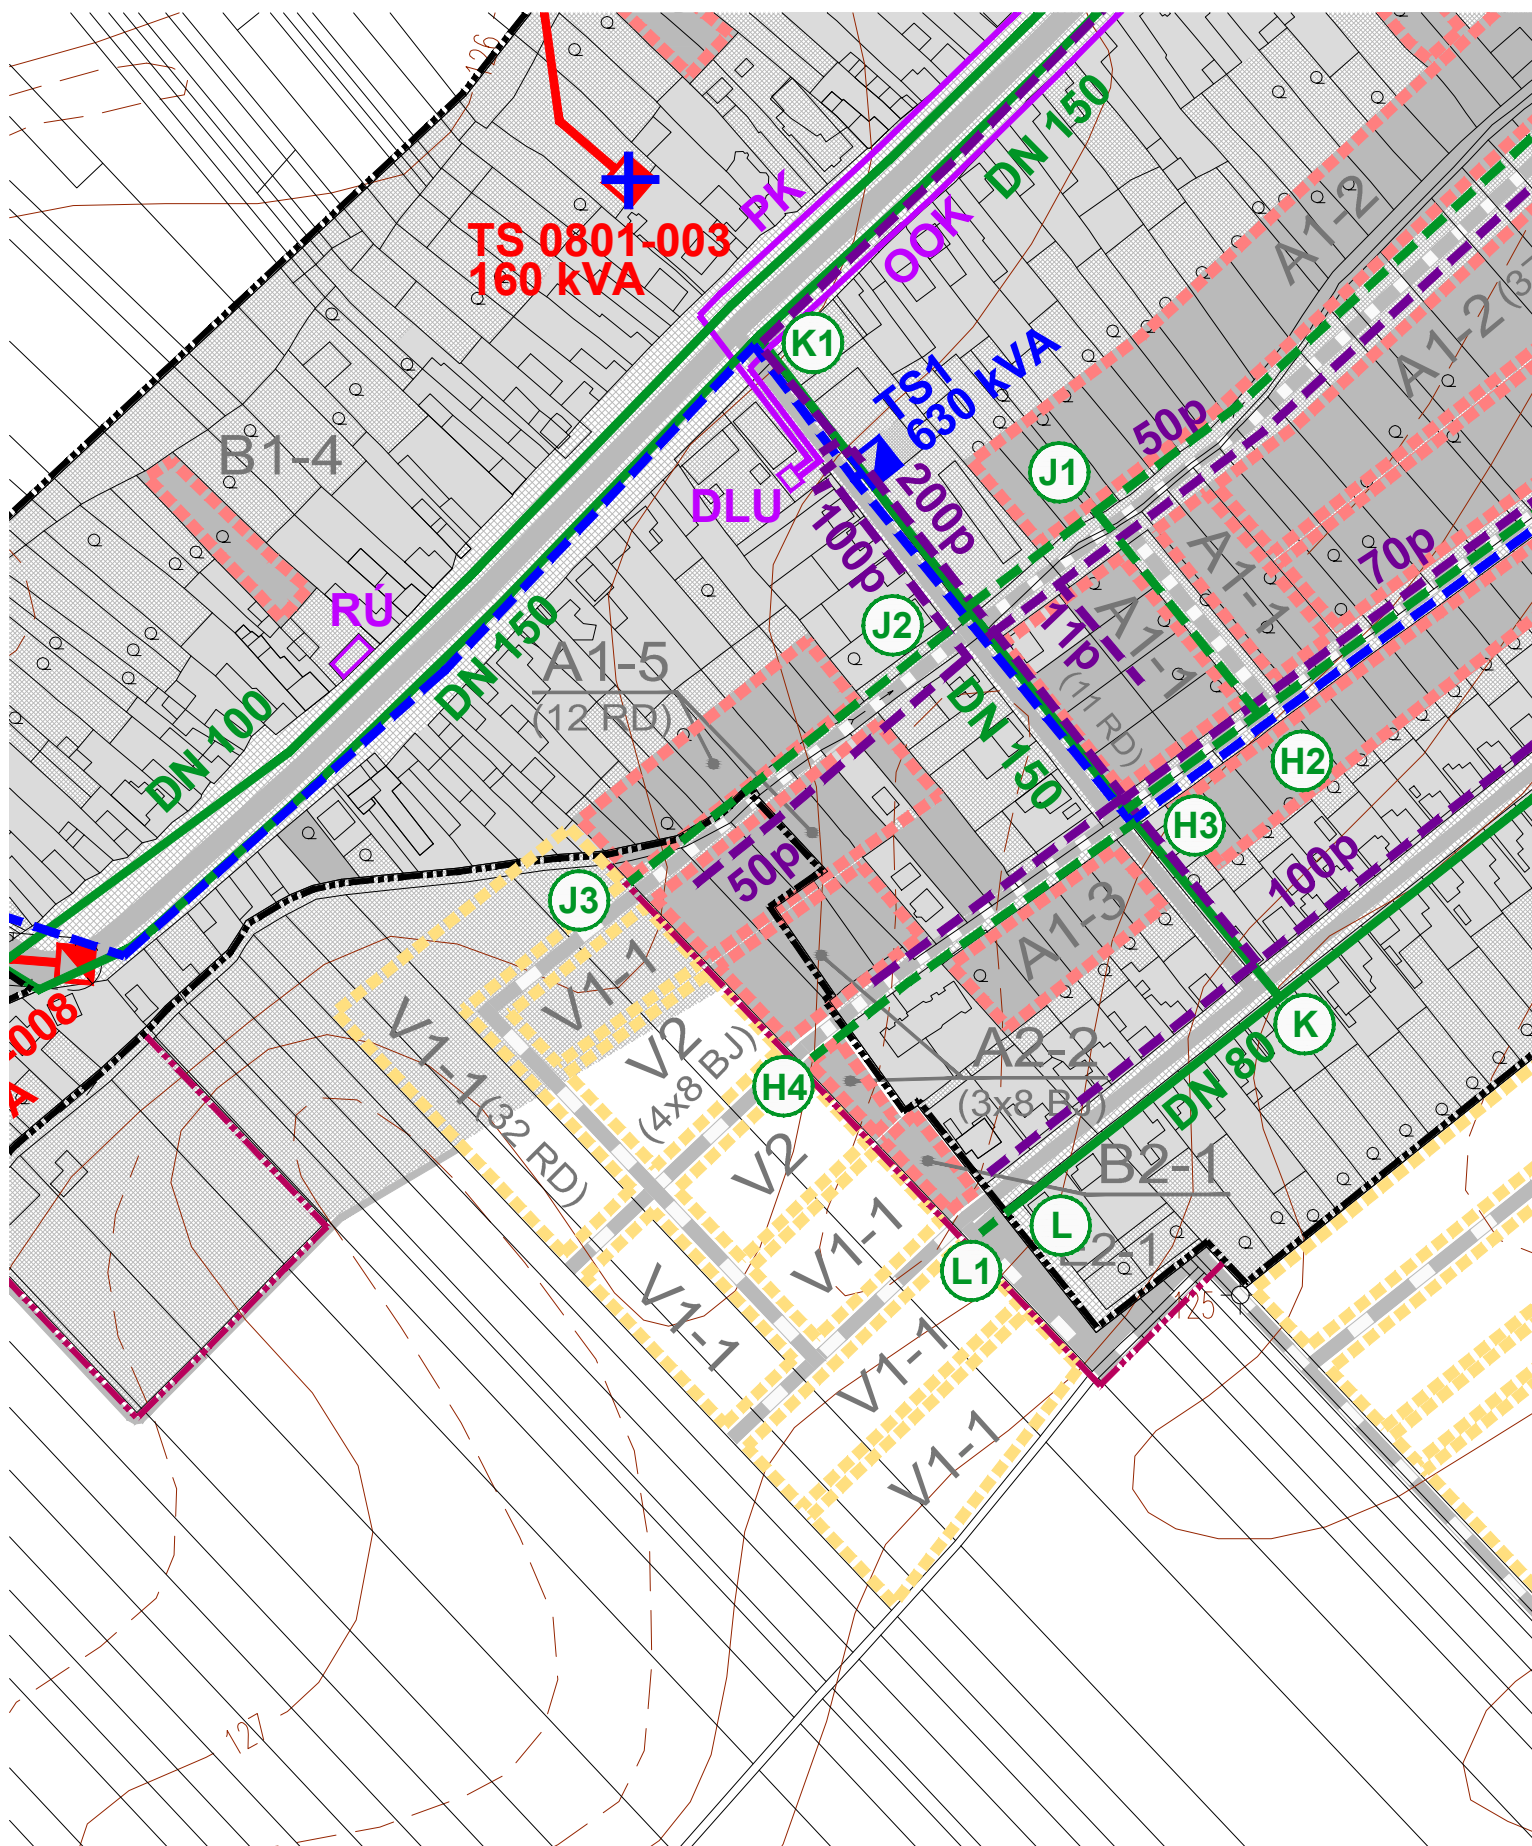 126
PK
DN 150
OOK
TS 0801-003
160 kVA
A1-2
A1-2
K1
TS1
630 kVA
50p
B1-4
J1
DLU
200p
100p
A1-1
70p
RÚ
DN 150
J2
11p
A1-1
(11 RD)
A1-5
(12 RD)
DN 150
DN 100
H2
H3
50p
100p
J3
A1-3
V1-1
V1-1
(32 RD)
V2
(4x8 BJ)
K
A2-2
(3x8 BJ)
H4
DN 80
V2
B2-1
L
V1-1
L1
V1-1
125
V1-1
V1-1
127